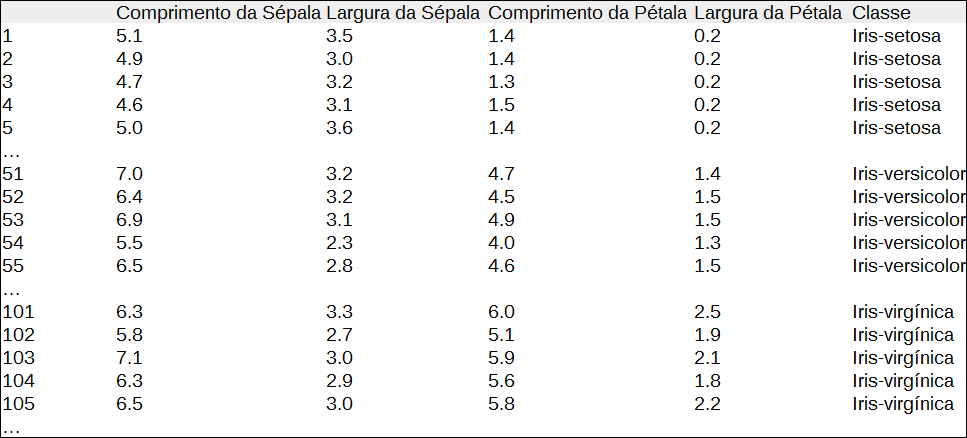 Comprimento da Sépala Largura da Sépala Comprimento da Pétala Largura da Pétala Classe
1 5.1 3.5 1.4 0.2 Iris-setosa
2 4.9 3.0 1.4 0.2 Iris-setosa
3 4.7 3.2 1.3 0.2 Iris-setosa
4 4.6 3.1 1.5 0.2 Iris-setosa
5 5.0 3.6 1.4 0.2 Iris-setosa
...
51 7.0 3.2 4.7 1.4 Iris-versicolor
52 6.4 3.2 4.5 1.5 Iris-versicolor
53 6.9 3.1 4.9 1.5 Iris-versicolor
54 5.5 2.3 4.0 1.3 Iris-versicolor
55 6.5 2.8 4.6 1.5 Iris-versicolor
...
101 6.3 3.3 6.0 2.5 Iris-virgínica
102 5.8 2.7 5.1 1.9 Iris-virgínica
103 7.1 3.0 5.9 2.1 Iris-virgínica
104 6.3 2.9 5.6 1.8 Iris-virgínica
105 6.5 3.0 5.8 2.2 Iris-virgínica
...